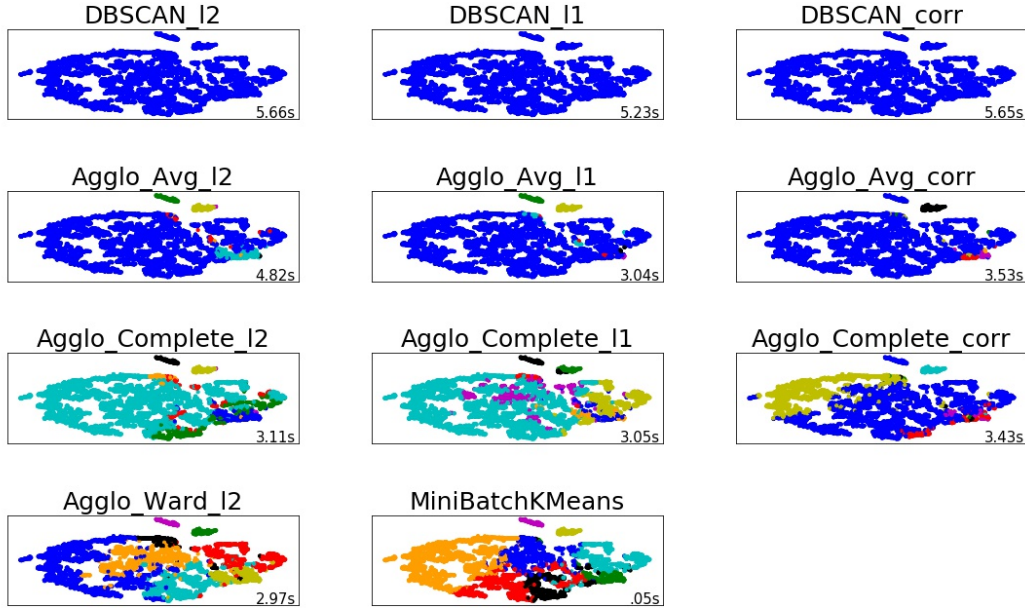 DBSCAN_l2
DBSCAN_l1
DBSCAN_corr
5.66s
5.23s
5.65s
Agglo_Avg_l2
Agglo_Avg_l1
Agglo_Avg_corr
4.82s
3.04s
3.53s
Agglo_Complete_l2
Agglo_Complete_l1
Agglo_Complete_corr
3.11s
3.05s
3.43s
Agglo_Ward_l2
MiniBatchKMeans
2.97s
.05s